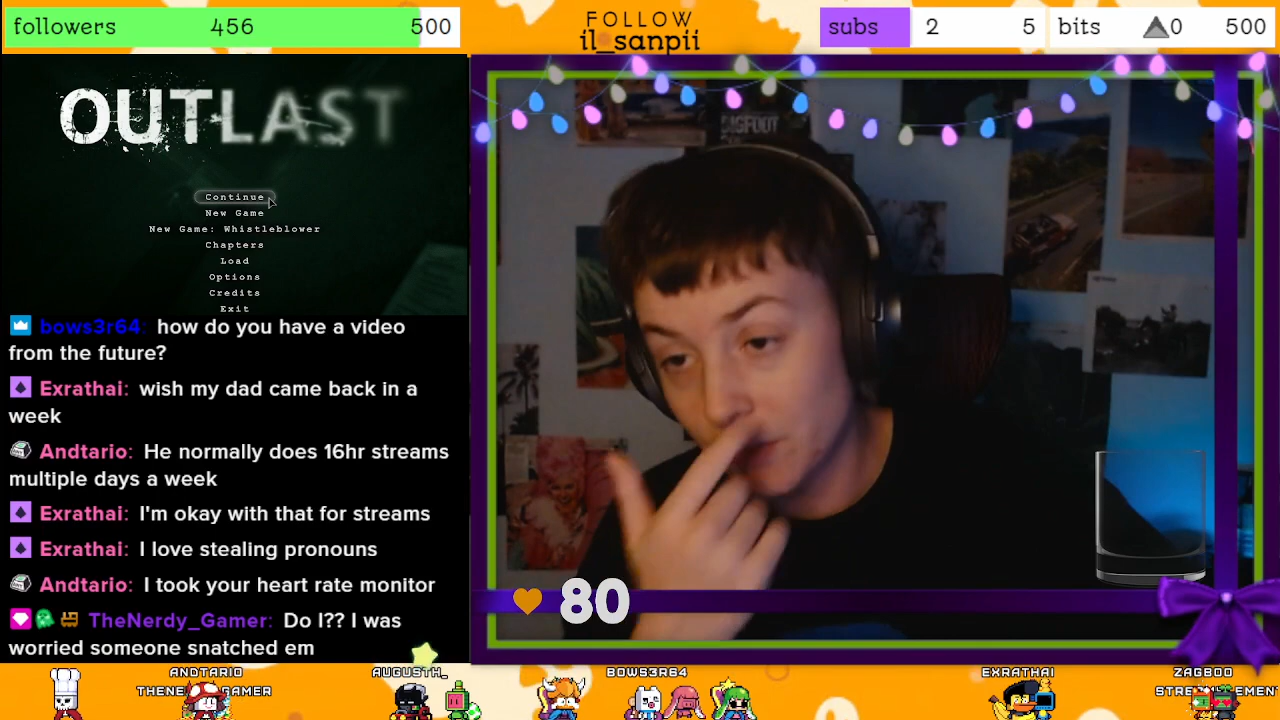 followers 456 500
FOLLOW
il_sanpii
subs 2 5 bits 0 500
OUTLAST
Continue
New Game
New Game: Whistleblower
Chapters
Load
Options
Credits
Exit
BIGFOOT
bows3r64: how do you have a video
from the future?
Exrathai: wish my dad came back in a
week
Andtario: He normally does 16hr streams
multiple days a week
Exrathai: I'm okay with that for streams
Exrathai: I love stealing pronouns
Andtario: I took your heart rate monitor
TheNerdy_Gamer: Do I?? I was
worried someone snatched em
80
ANDTARIO AUGUSTH_ BOWS3R64 EXRATHAI ZAGBOO